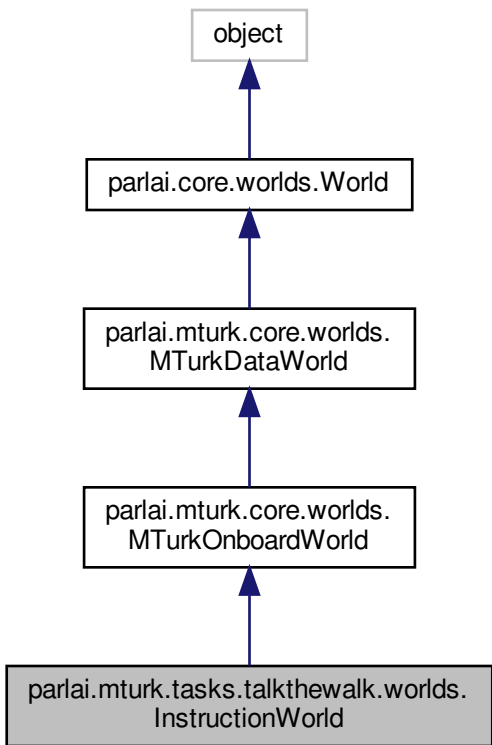 object
parlai.core.worlds.World
parlai.mturk.core.worlds.
MTurkDataWorld
parlai.mturk.core.worlds.
MTurkOnboardWorld
parlai.mturk.tasks.talkthewalk.worlds.
InstructionWorld